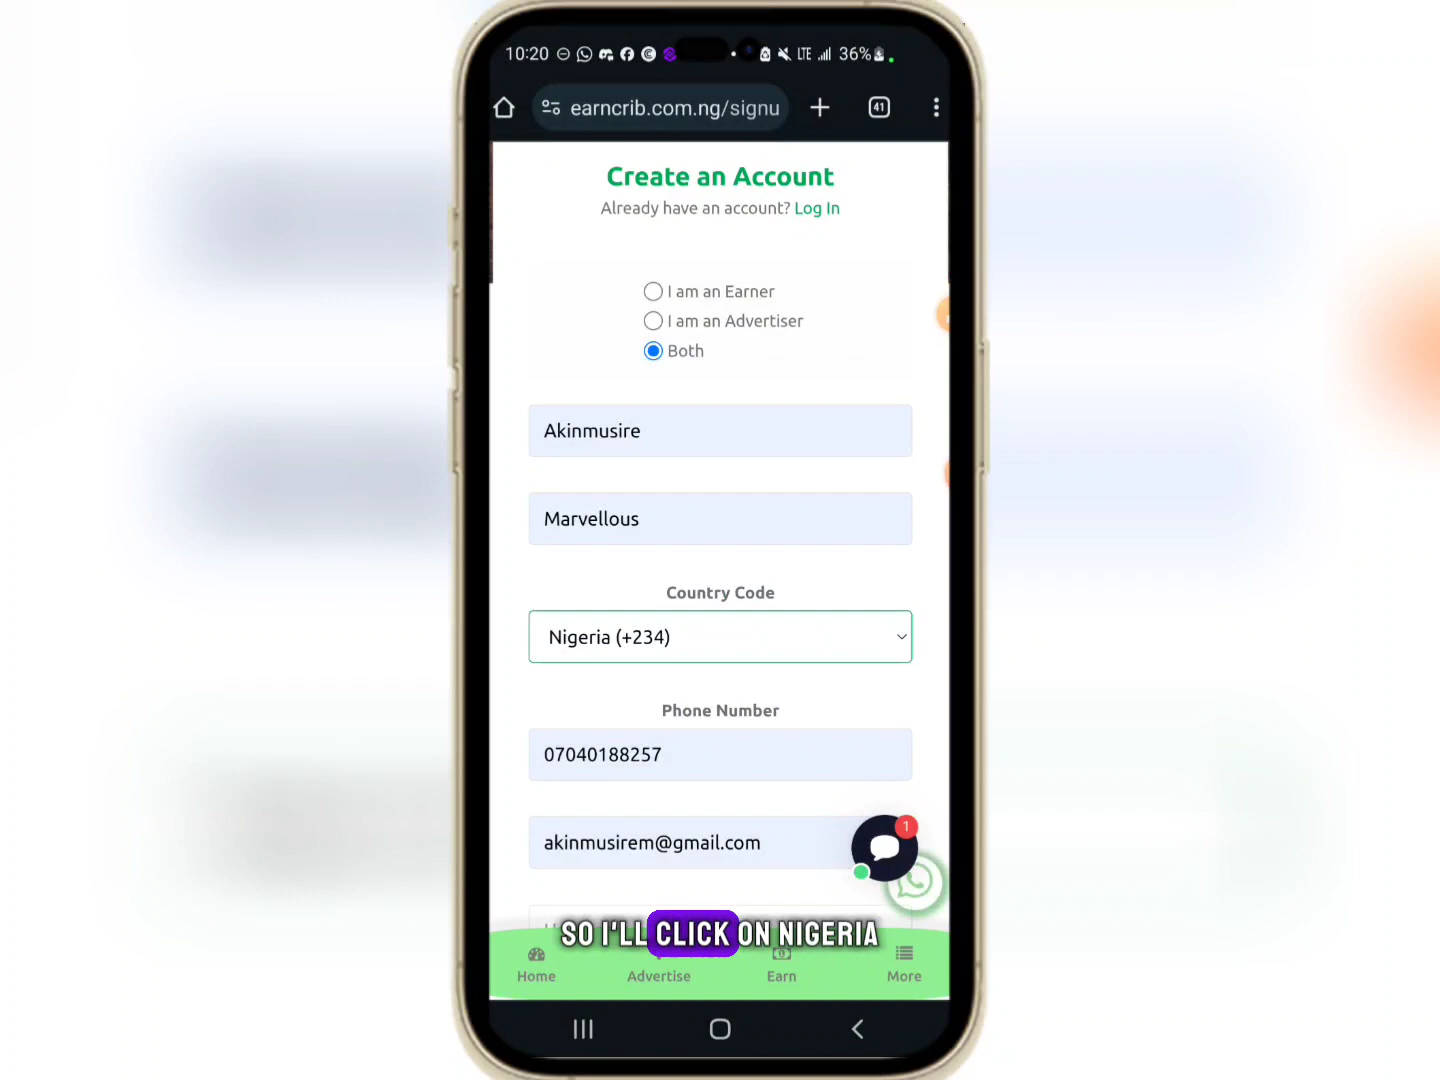 10:20 LTE 36%
earncrib.com.ng/signu 41
Create an Account
Already have an account? Log In
I am an Earner
I am an Advertiser
Both
Akinmusire
Marvellous
Country Code
Nigeria (+234)
Phone Number
07040188257
1
akinmusirem@gmail.com
SO I'LL CLICK ON NIGERIA
Home Advertise Earn More